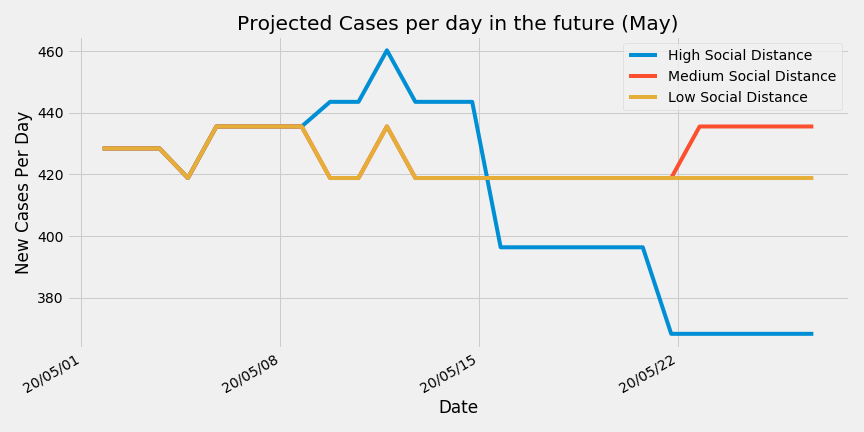 Projected Cases per day in the future (May)
High Social Distance
Medium Social Distance
Low Social Distance
New Cases Per Day
460
440
420
400
380
20/05/01
20/05/08
20/05/15
20/05/22
Date